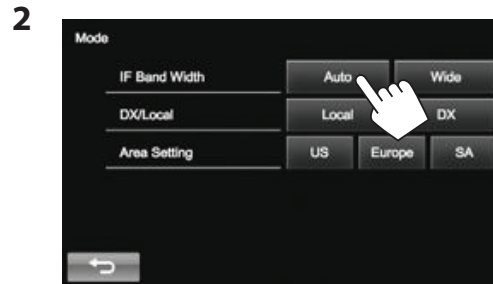 2
Mode
IF Band Width Auto Wide
DX/Local Local DX
Area Setting US Europe SA